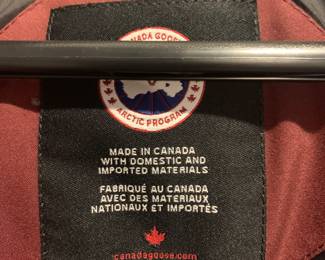 CANADA GOOSE
ARCTIC PROGRAM
MADE IN CANADA
WITH DOMESTIC AND
IMPORTED MATERIALS
FABRIQUÉ AU CANADA
AVEC DES MATERIAUX
NATIONAUX ET IMPORTÉS
canadagoose.com